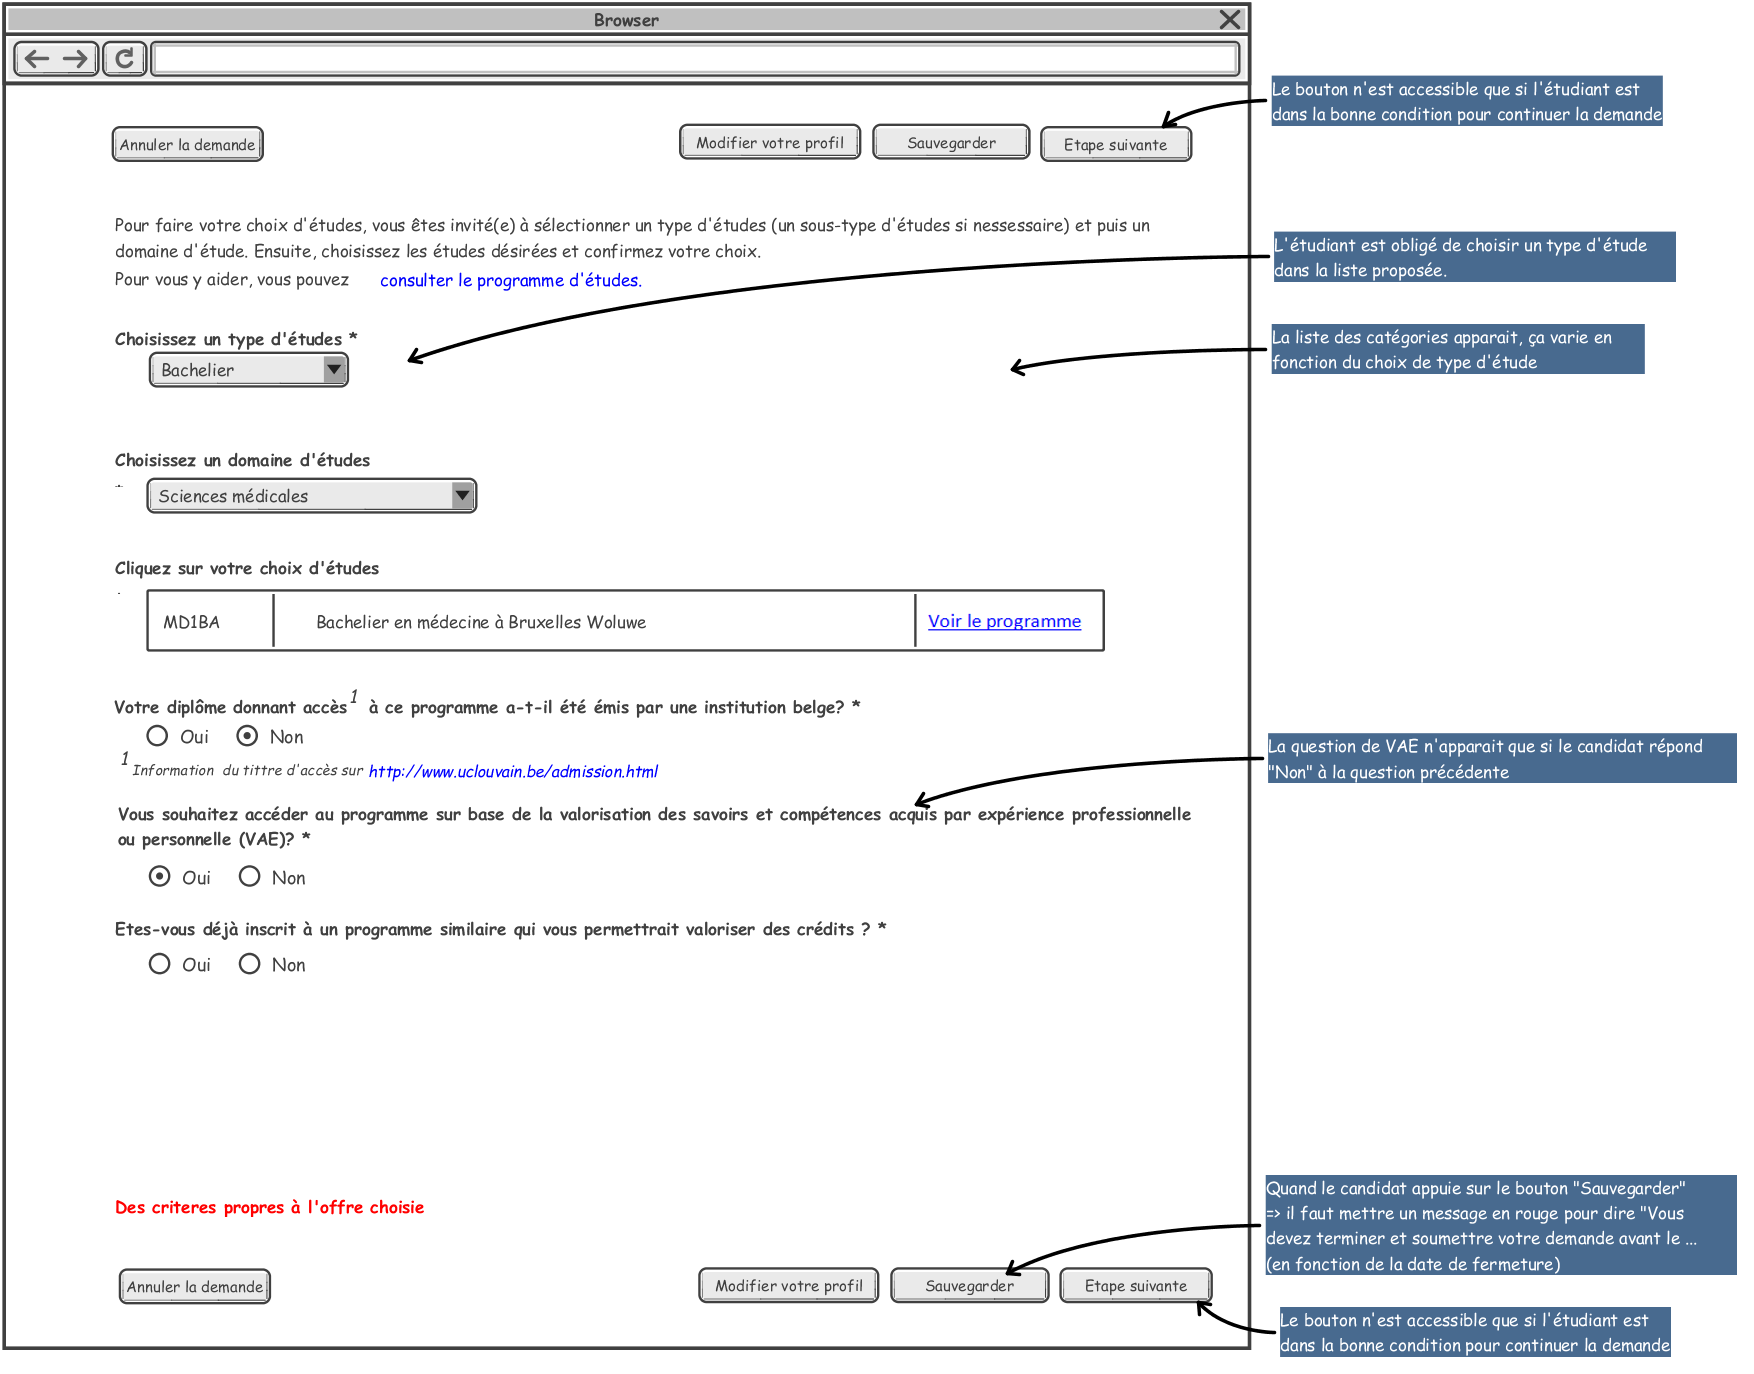 Browser
Le bouton n'est accessible que si l'étudiant est
dans la bonne condition pour continuer la demande
Annuler la demande
Modifier votre profil
Sauvegarder
Etape suivante
Pour faire votre choix d'études, vous êtes invité(e) à sélectionner un type d'études (un sous-type d'études si nessessaire) et puis un
domaine d'étude. Ensuite, choisissez les études désirées et confirmez votre choix.
Pour vous y aider, vous pouvez consulter le programme d'études.
L'étudiant est obligé de choisir un type d'étude
dans la liste proposée.
Choisissez un type d'études *
Bachelier
La liste des catégories apparait, ça varie en
fonction du choix de type d'étude
Choisissez un domaine d'études
*
Sciences médicales
Cliquez sur votre choix d'études
MD1BA
Bachelier en médecine à Bruxelles Woluwe
Voir le programme
Votre diplôme donnant accès 1 à ce programme a-t-il été émis par une institution belge? *
Oui Non
1 Information du tittre d'accès sur http://www.uclouvain.be/admission.html
La question de VAE n'apparait que si le candidat répond
"Non" à la question précédente
Vous souhaitez accéder au programme sur base de la valorisation des savoirs et compétences acquis par expérience professionnelle
ou personnelle (VAE)? *
Oui Non
Etes-vous déjà inscrit à un programme similaire qui vous permettrait valoriser des crédits ? *
Oui Non
Des criteres propres à l'offre choisie
Quand le candidat appuie sur le bouton "Sauvegarder"
=> il faut mettre un message en rouge pour dire "Vous
devez terminer et soumettre votre demande avant le ...
(en fonction de la date de fermeture)
Annuler la demande
Modifier votre profil
Sauvegarder
Etape suivante
Le bouton n'est accessible que si l'étudiant est
dans la bonne condition pour continuer la demande